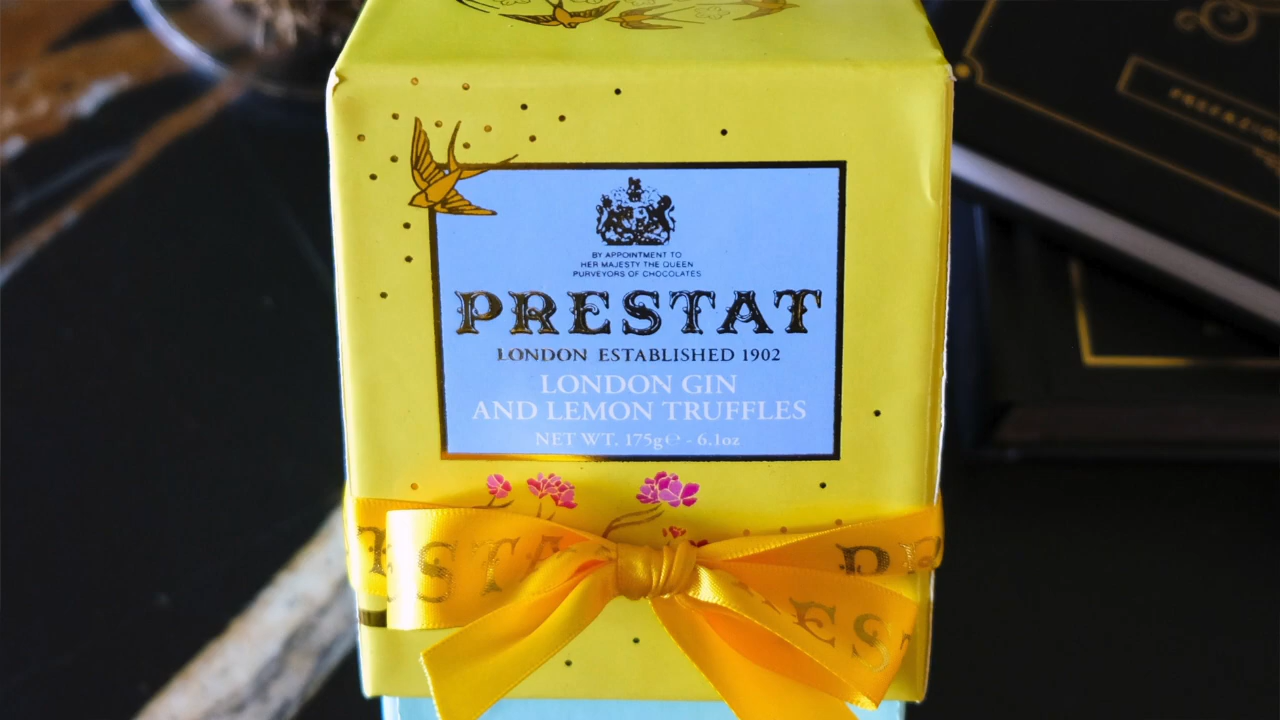 BY APPOINTMENT TO
HER MAJESTY THE QUEEN
PURVEYORS OF CHOCOLATES
PRESTAT
LONDON ESTABLISHED 1902
LONDON GIN
AND LEMON TRUFFLES
NET WT. 175g℮ - 6.1oz